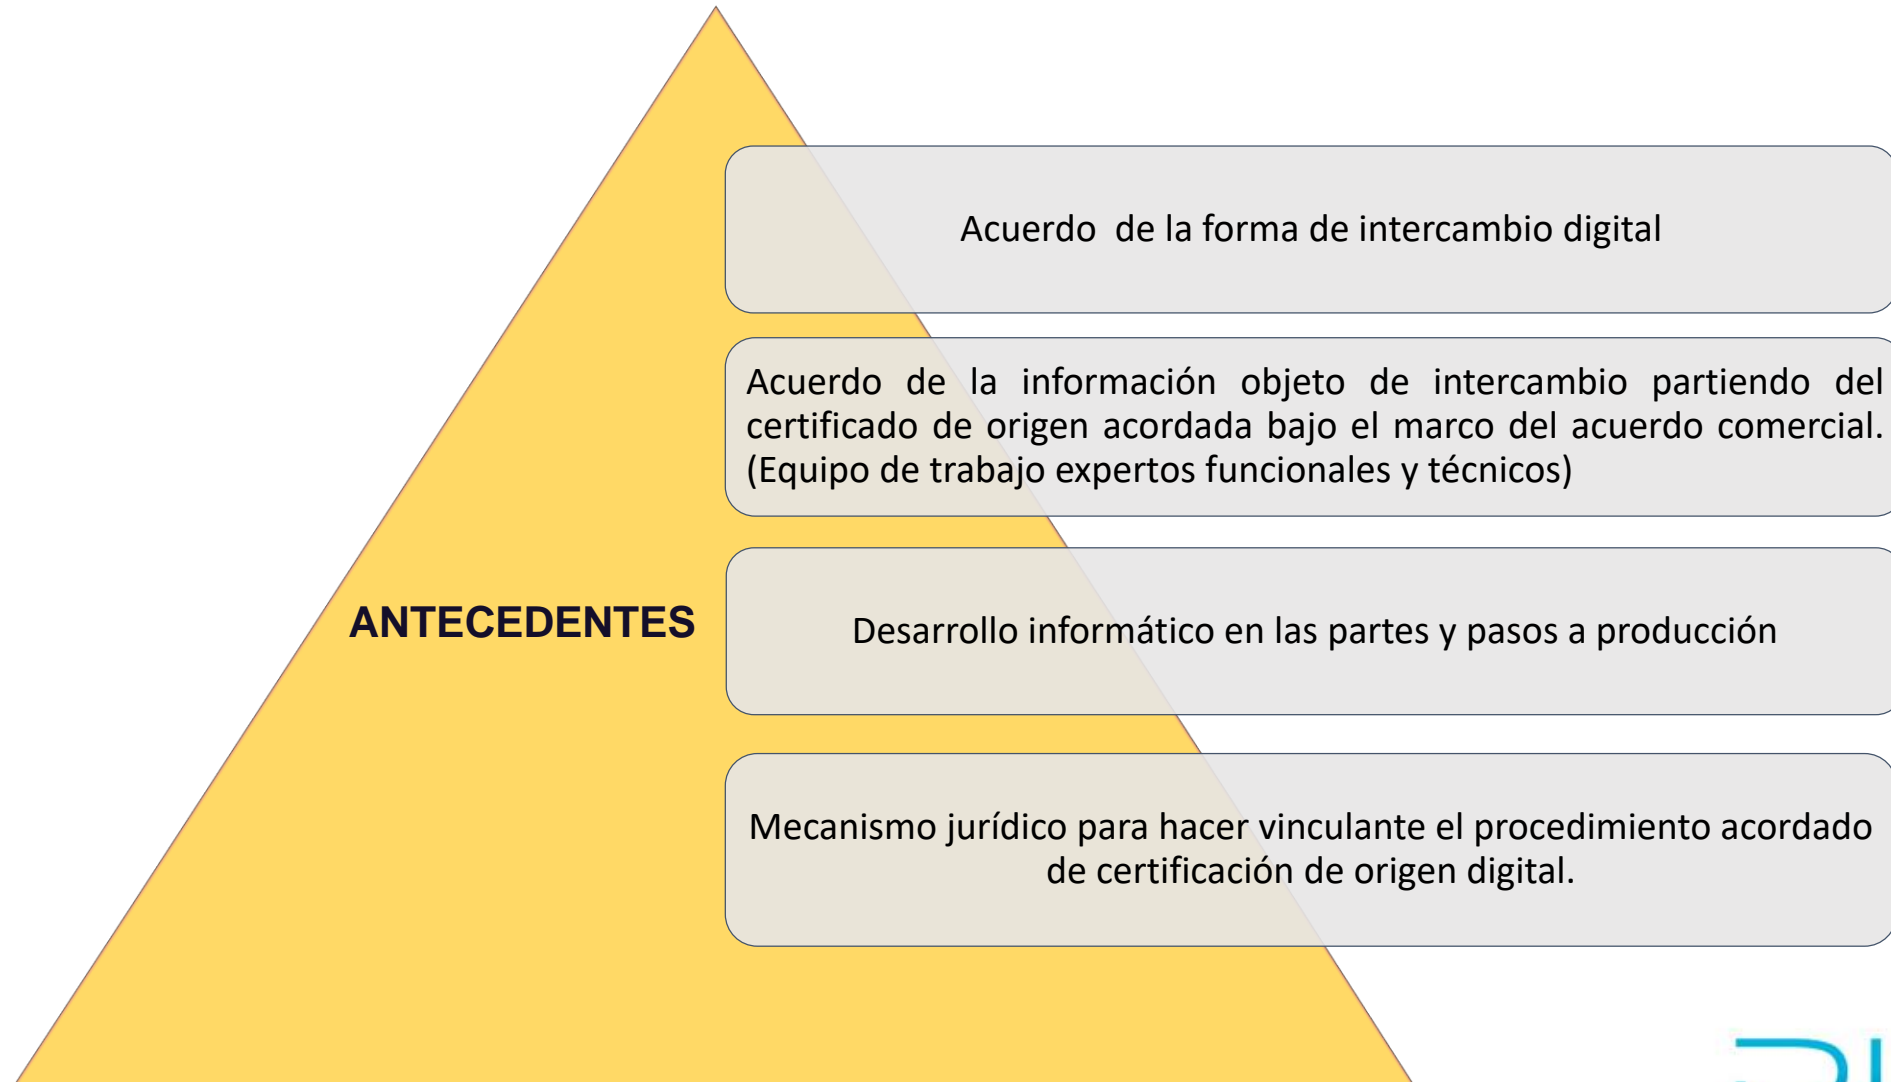 Acuerdo  de la forma de intercambio digital
Acuerdo de la información objeto de intercambio partiendo del
certificado de origen acordada bajo el marco del acuerdo comercial.
(Equipo de trabajo expertos funcionales y técnicos)
ANTECEDENTES
Desarrollo informático en las partes y pasos a producción
Mecanismo jurídico para hacer vinculante el procedimiento acordado
de certificación de origen digital.